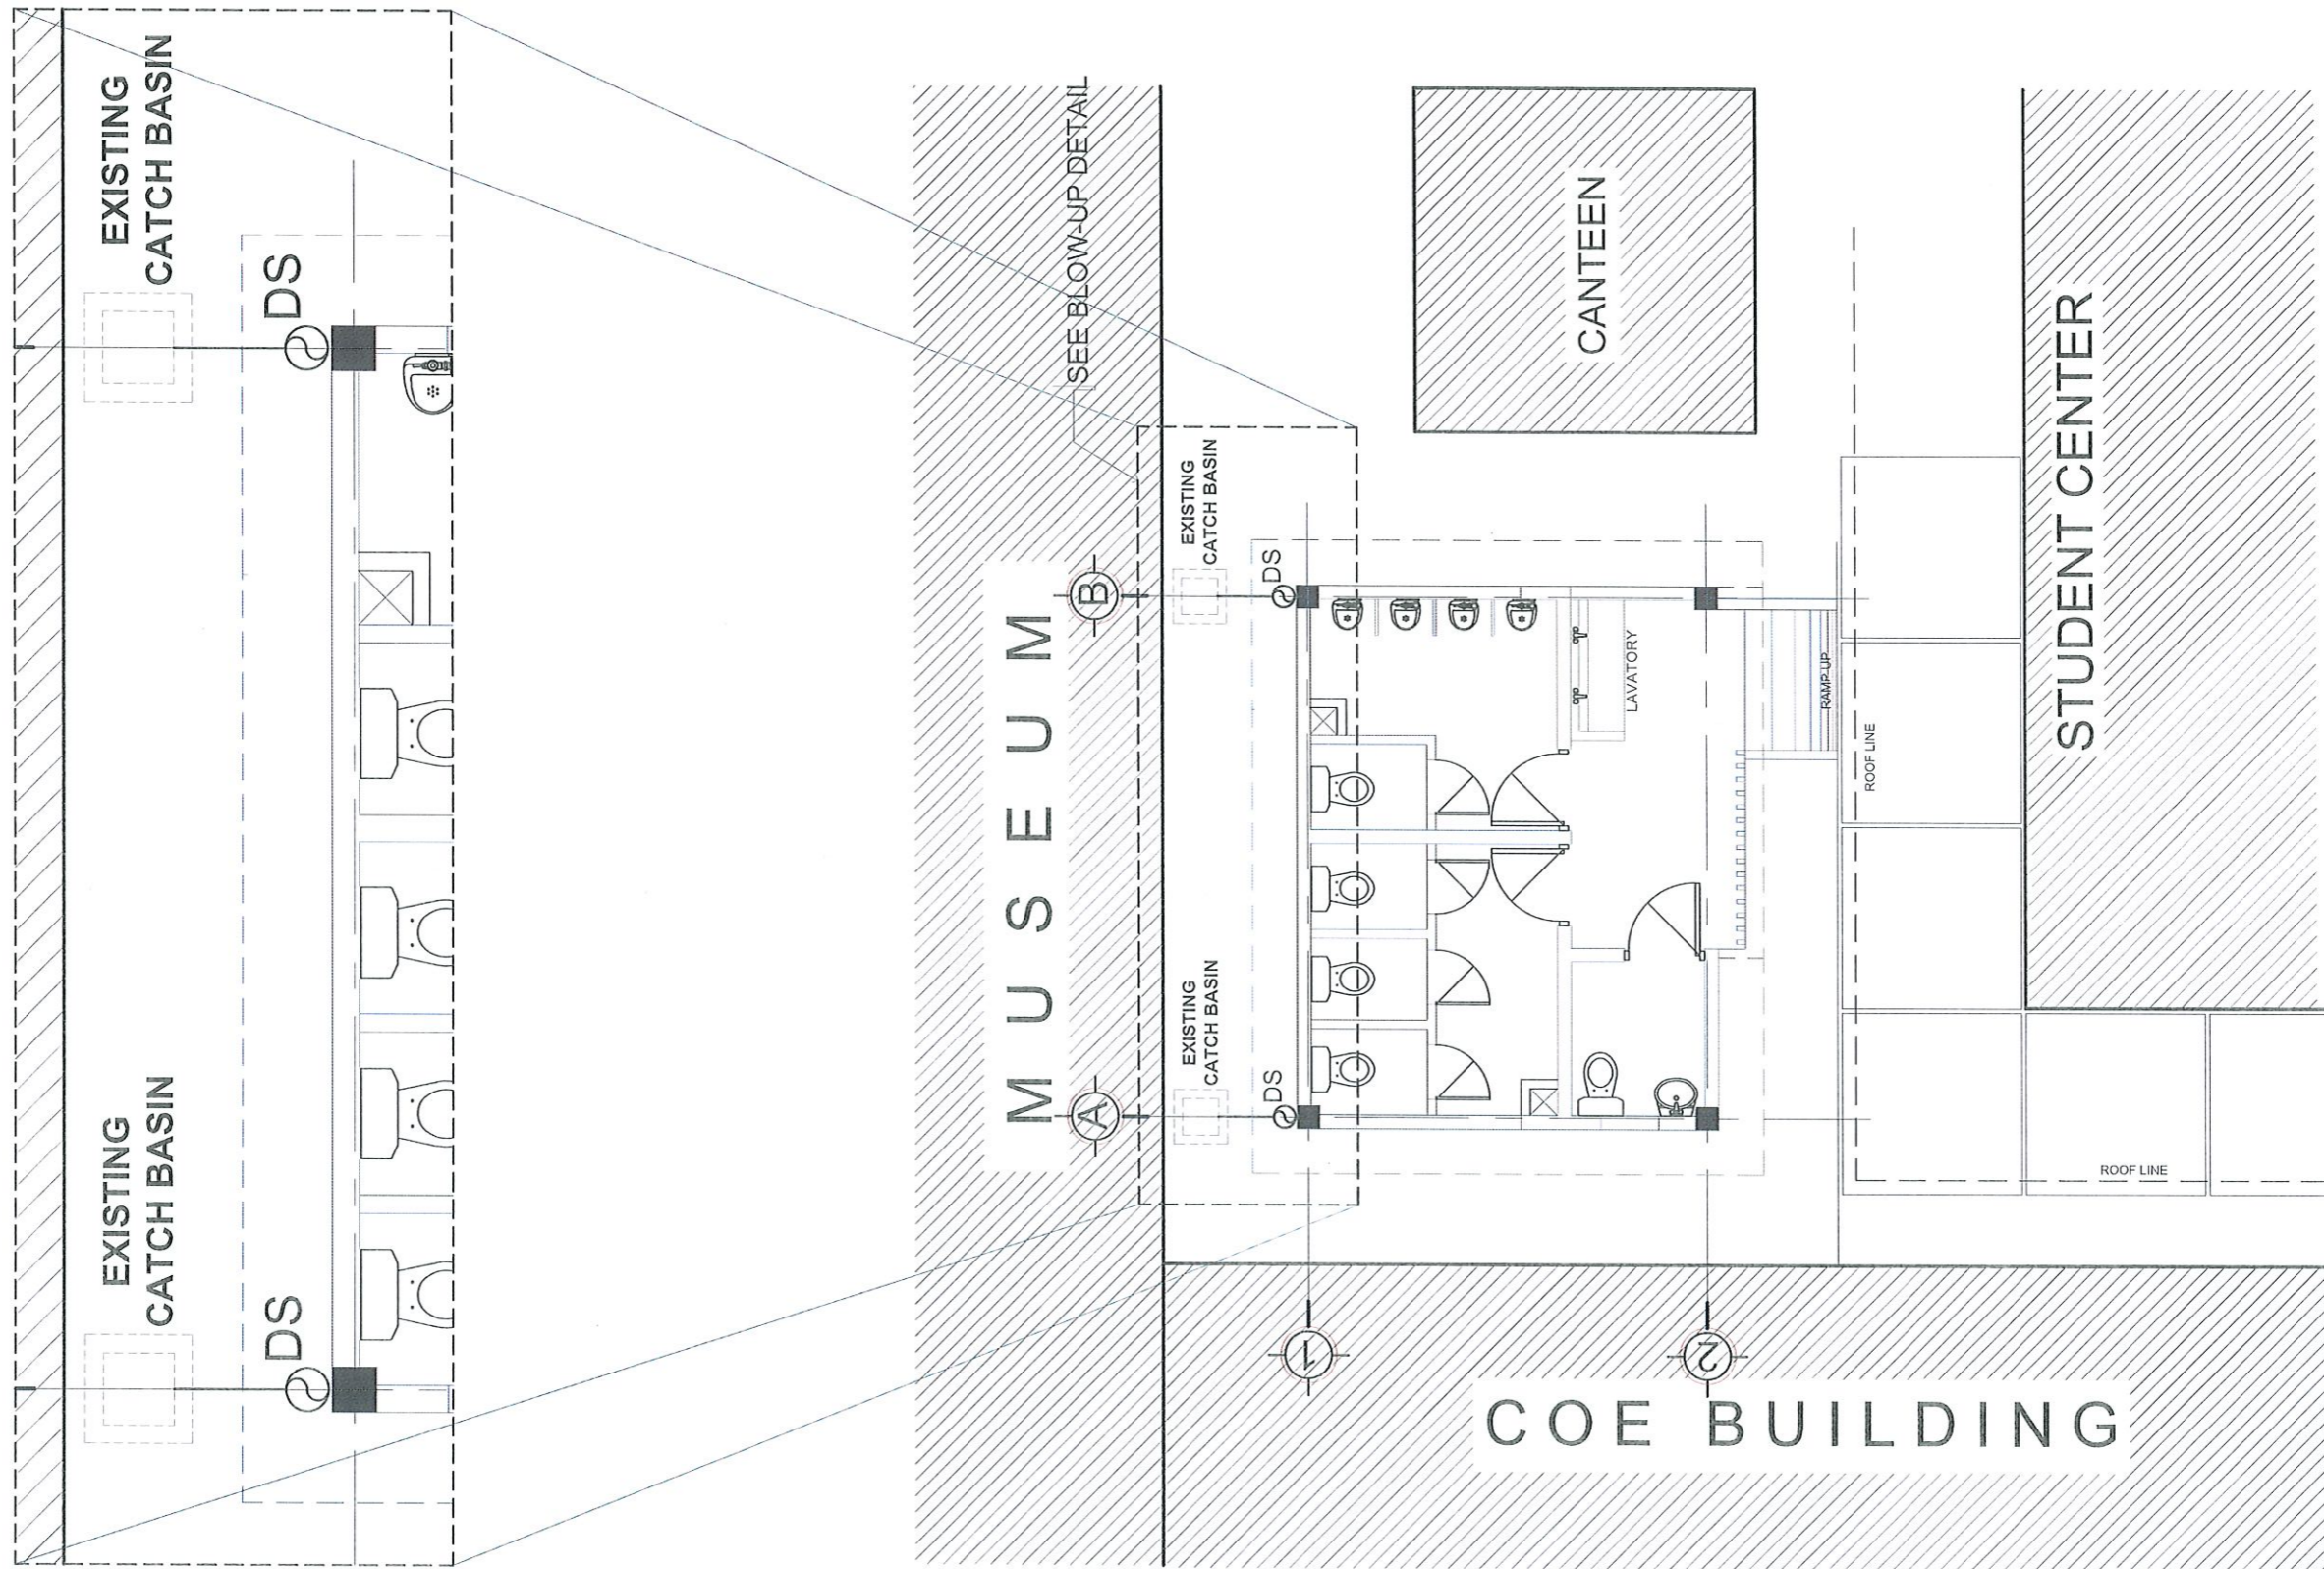 EXISTING
CATCH BASIN
DS
EXISTING
CATCH BASIN
DS
SEE BLOW-UP DETAIL
MUSEUM
A
B
EXISTING
CATCH BASIN
DS
EXISTING
CATCH BASIN
DS
CANTEEN
LAVATORY
RAMP-UP
ROOF LINE
ROOF LINE
STUDENT CENTER
1
2
COE BUILDING